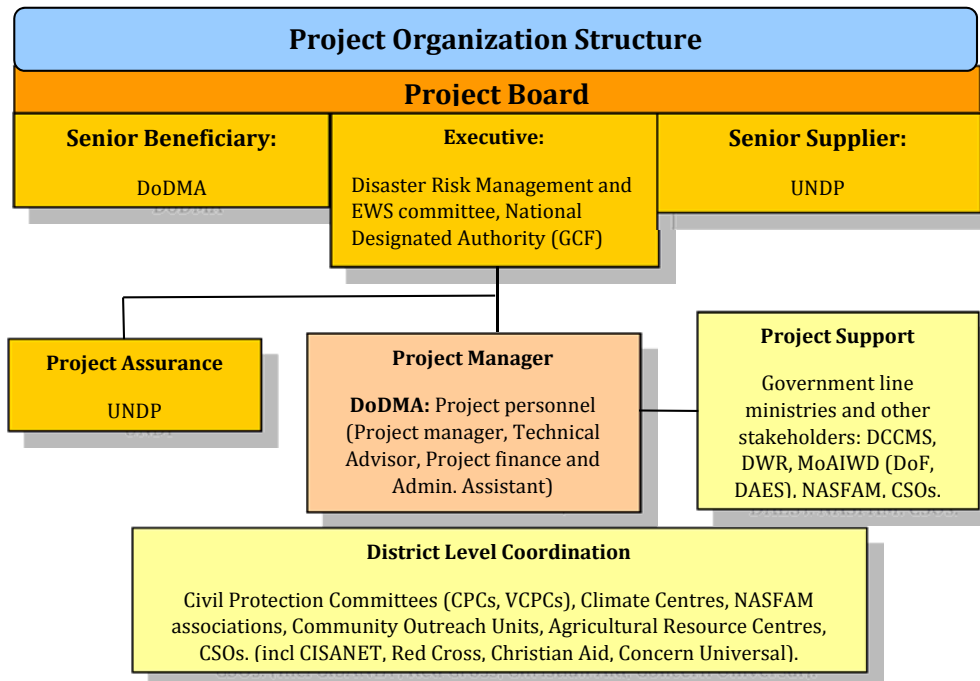 Project Organization Structure
Project Board
Senior Beneficiary:
DoDMA
Executive:
Disaster Risk Management and
EWS committee, National
Designated Authority (GCF)
Senior Supplier:
UNDP
Project Assurance
UNDP
Project Manager
DoDMA: Project personnel
(Project manager, Technical
Advisor, Project finance and
Admin. Assistant)
Project Support
Government line
ministries and other
stakeholders: DCCMS,
DWR, MoAIWD (DoF,
DAES), NASFAM, CSOs.
District Level Coordination
Civil Protection Committees (CPCs, VCPCs), Climate Centres, NASFAM
associations, Community Outreach Units, Agricultural Resource Centres,
CSOs. (incl CISANET, Red Cross, Christian Aid, Concern Universal).